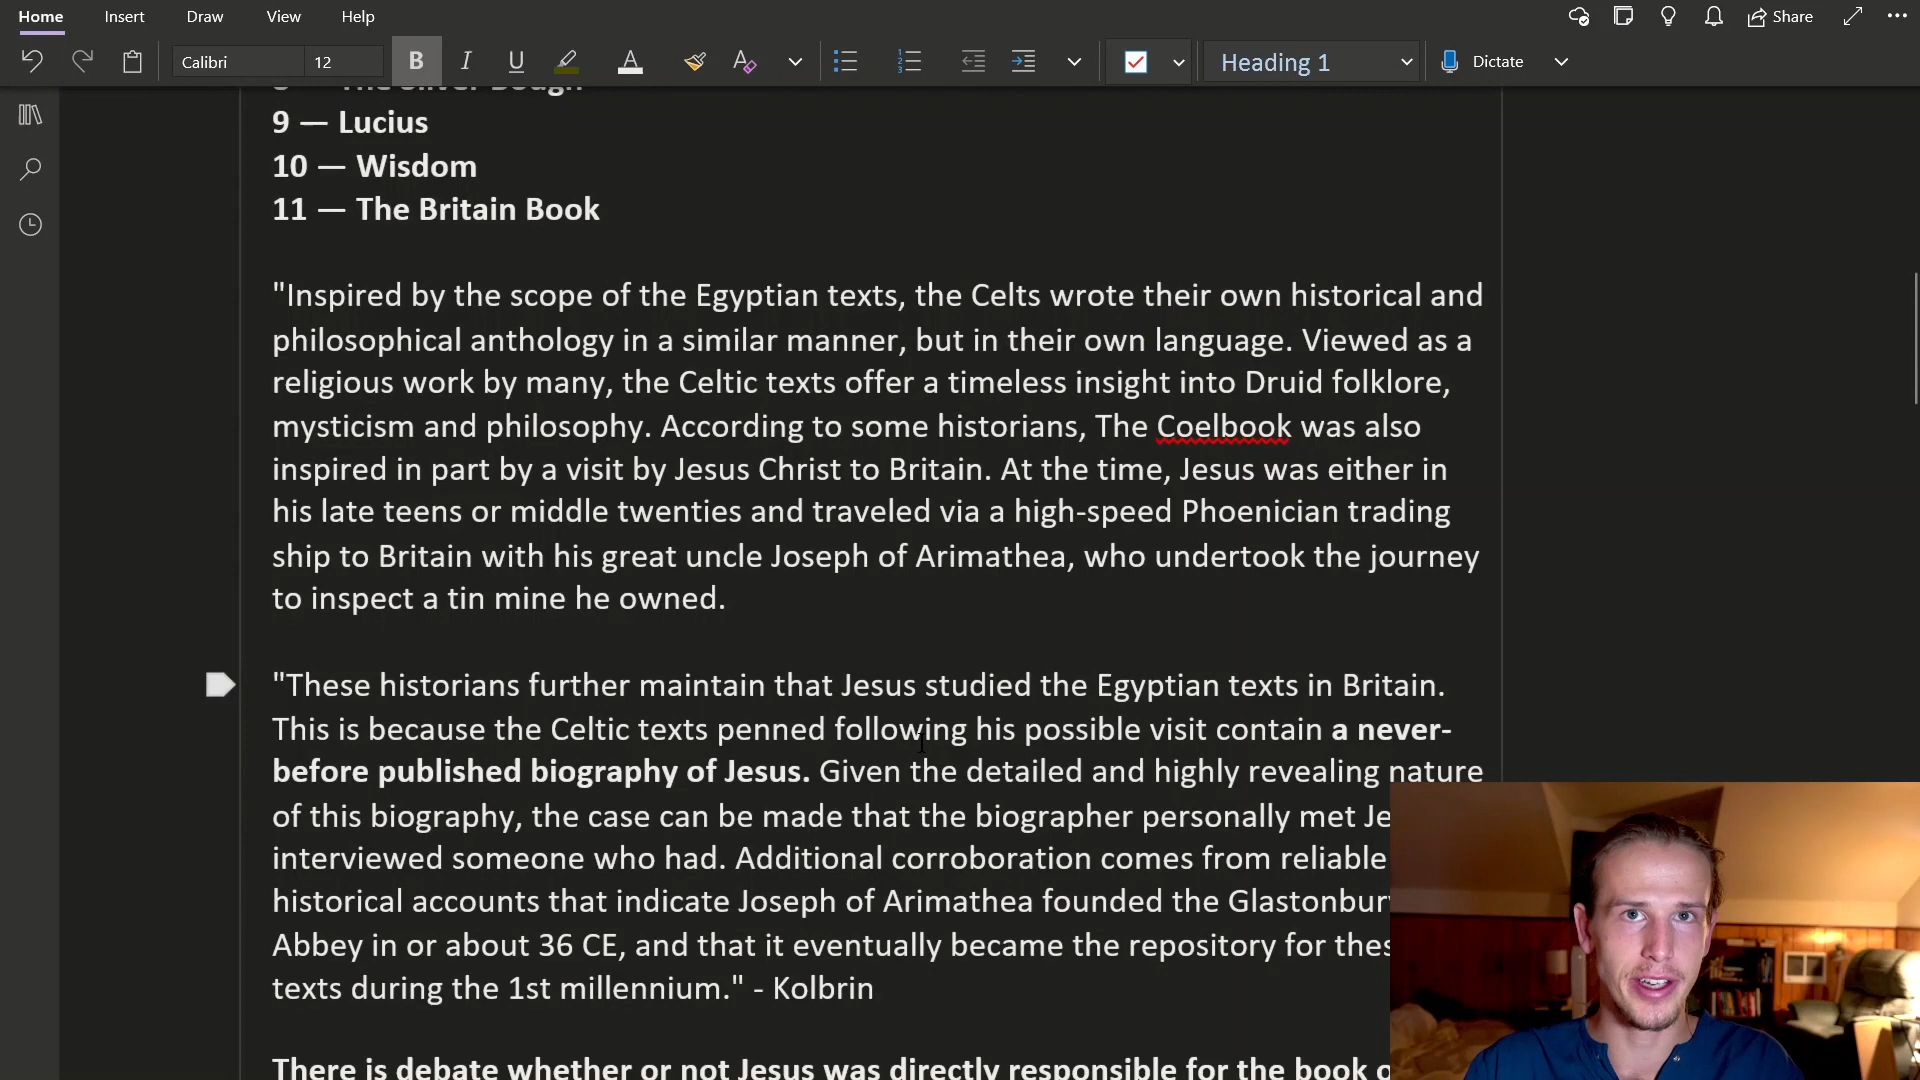 Home Insert Draw View Help
Share
Calibri 12 B I U A A Heading 1 Dictate
9 — Lucius
10 — Wisdom
11 — The Britain Book
"Inspired by the scope of the Egyptian texts, the Celts wrote their own historical and
philosophical anthology in a similar manner, but in their own language. Viewed as a
religious work by many, the Celtic texts offer a timeless insight into Druid folklore,
mysticism and philosophy. According to some historians, The Coelbook was also
inspired in part by a visit by Jesus Christ to Britain. At the time, Jesus was either in
his late teens or middle twenties and traveled via a high-speed Phoenician trading
ship to Britain with his great uncle Joseph of Arimathea, who undertook the journey
to inspect a tin mine he owned.
"These historians further maintain that Jesus studied the Egyptian texts in Britain.
This is because the Celtic texts penned following his possible visit contain a never-
before published biography of Jesus. Given the detailed and highly revealing nature
of this biography, the case can be made that the biographer personally met Je
interviewed someone who had. Additional corroboration comes from reliable
historical accounts that indicate Joseph of Arimathea founded the Glastonbury
Abbey in or about 36 CE, and that it eventually became the repository for thes
texts during the 1st millennium." - Kolbrin
There is debate whether or not Jesus was directly responsible for the book o